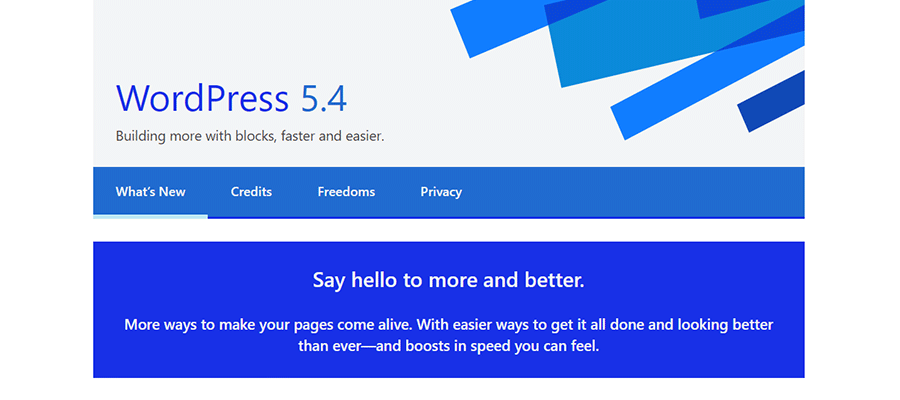 WordPress 5.4
Building more with blocks, faster and easier.
What’s New
Credits
Freedoms
Privacy
Say hello to more and better.
More ways to make your pages come alive. With easier ways to get it all done and looking better
than ever—and boosts in speed you can feel.